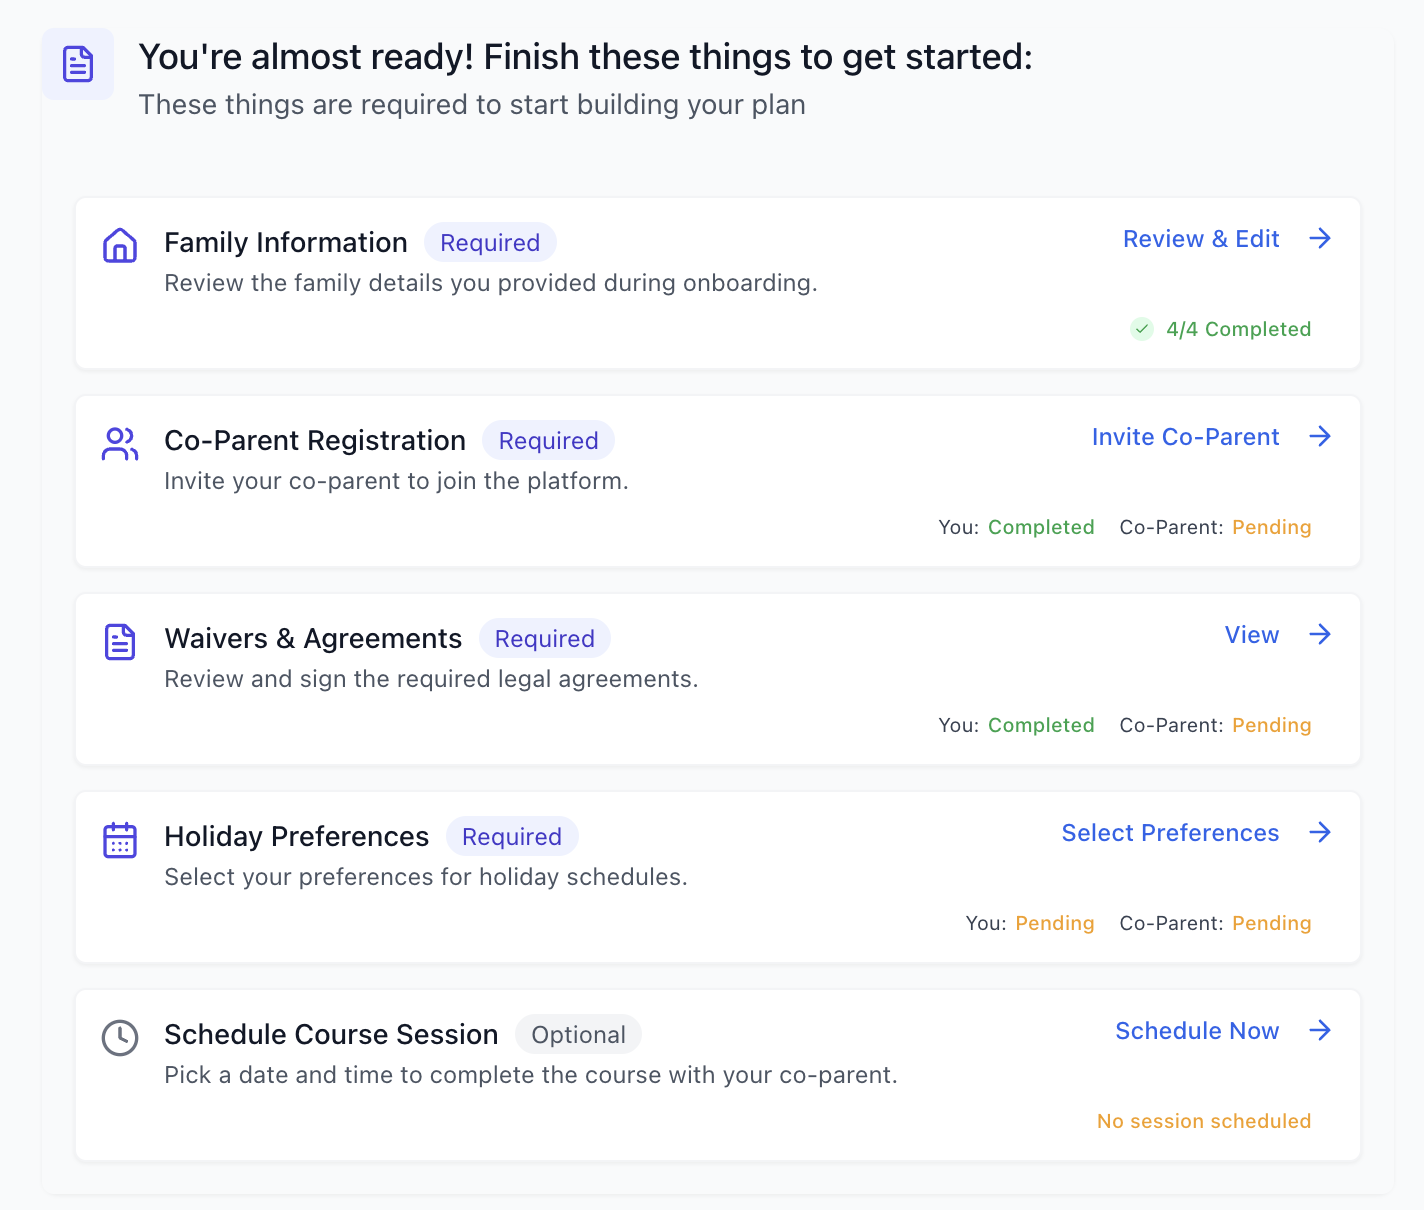 You're almost ready! Finish these things to get started:
These things are required to start building your plan
Family Information Required Review & Edit
Review the family details you provided during onboarding.
4/4 Completed
Co-Parent Registration Required Invite Co-Parent
Invite your co-parent to join the platform.
You: Completed Co-Parent: Pending
Waivers & Agreements Required View
Review and sign the required legal agreements.
You: Completed Co-Parent: Pending
Holiday Preferences Required Select Preferences
Select your preferences for holiday schedules.
You: Pending Co-Parent: Pending
Schedule Course Session Optional Schedule Now
Pick a date and time to complete the course with your co-parent.
No session scheduled